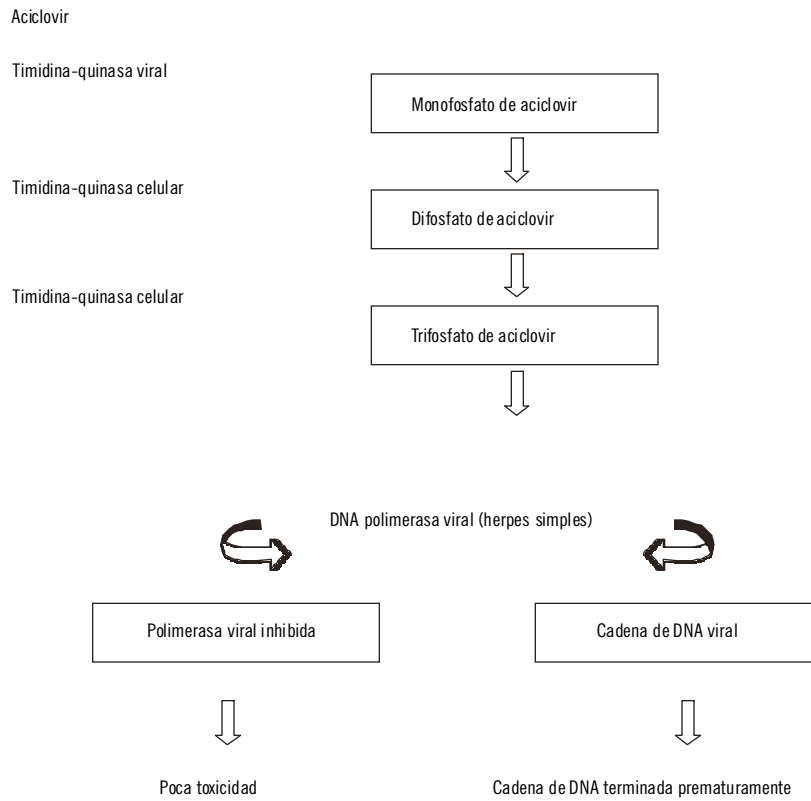 Aciclovir
Timidina-quinasa viral
Monofosfato de aciclovir
Timidina-quinasa celular
Difosfato de aciclovir
Timidina-quinasa celular
Trifosfato de aciclovir
DNA polimerasa viral (herpes simples)
Polimerasa viral inhibida
Cadena de DNA viral
Poca toxicidad
Cadena de DNA terminada prematuramente